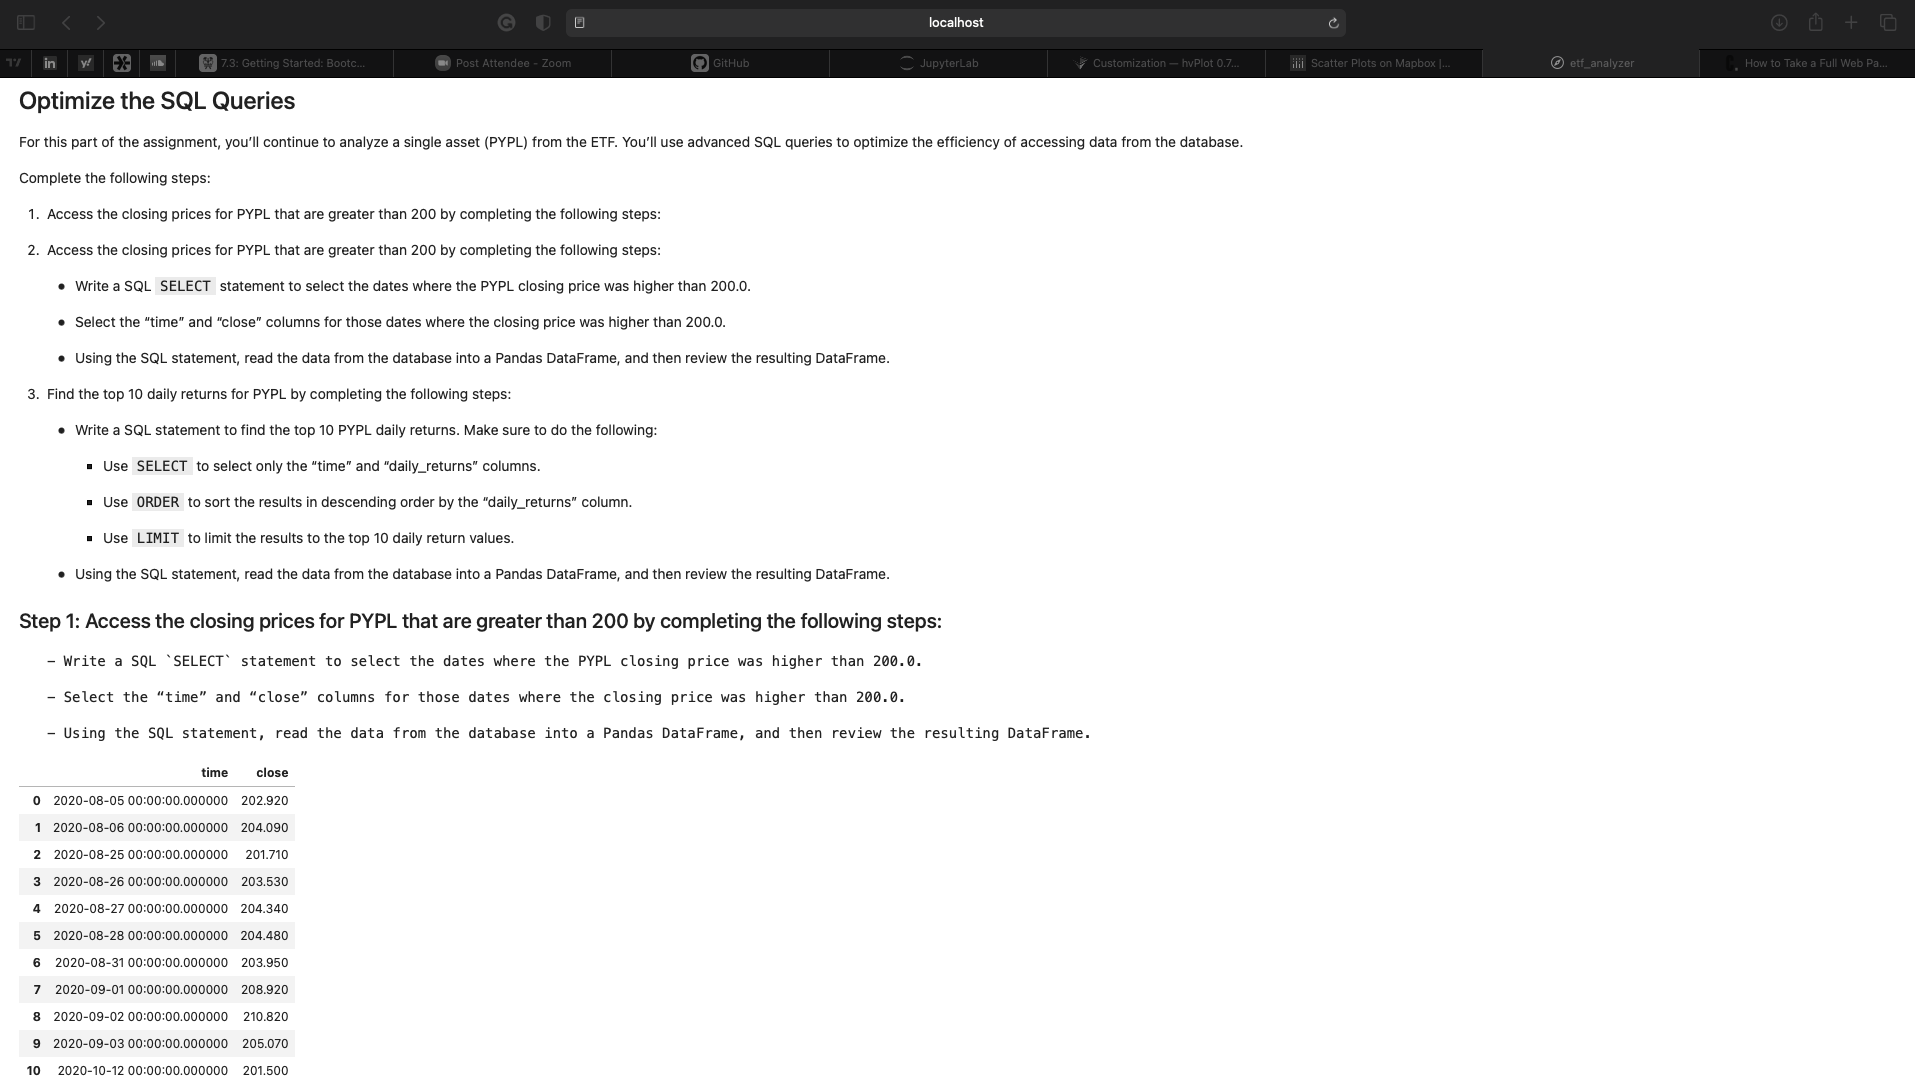 localhost
in
y!
7.3: Getting Started: Bootc...
Post Attendee - Zoom
GitHub
JupyterLab
Customization — hvPlot 0.7...
Scatter Plots on Mapbox |...
etf_analyzer
How to Take a Full Web Pa...
Optimize the SQL Queries
For this part of the assignment, you’ll continue to analyze a single asset (PYPL) from the ETF. You’ll use advanced SQL queries to optimize the efficiency of accessing data from the database.
Complete the following steps:
1. Access the closing prices for PYPL that are greater than 200 by completing the following steps:
2. Access the closing prices for PYPL that are greater than 200 by completing the following steps:
• Write a SQL SELECT statement to select the dates where the PYPL closing price was higher than 200.0.
• Select the “time” and “close” columns for those dates where the closing price was higher than 200.0.
• Using the SQL statement, read the data from the database into a Pandas DataFrame, and then review the resulting DataFrame.
3. Find the top 10 daily returns for PYPL by completing the following steps:
• Write a SQL statement to find the top 10 PYPL daily returns. Make sure to do the following:
▪ Use SELECT to select only the “time” and “daily_returns” columns.
▪ Use ORDER to sort the results in descending order by the “daily_returns” column.
▪ Use LIMIT to limit the results to the top 10 daily return values.
• Using the SQL statement, read the data from the database into a Pandas DataFrame, and then review the resulting DataFrame.
Step 1: Access the closing prices for PYPL that are greater than 200 by completing the following steps:
– Write a SQL `SELECT` statement to select the dates where the PYPL closing price was higher than 200.0.
– Select the “time” and “close” columns for those dates where the closing price was higher than 200.0.
– Using the SQL statement, read the data from the database into a Pandas DataFrame, and then review the resulting DataFrame.
time close
0 2020-08-05 00:00:00.000000 202.920
1 2020-08-06 00:00:00.000000 204.090
2 2020-08-25 00:00:00.000000 201.710
3 2020-08-26 00:00:00.000000 203.530
4 2020-08-27 00:00:00.000000 204.340
5 2020-08-28 00:00:00.000000 204.480
6 2020-08-31 00:00:00.000000 203.950
7 2020-09-01 00:00:00.000000 208.920
8 2020-09-02 00:00:00.000000 210.820
9 2020-09-03 00:00:00.000000 205.070
10 2020-10-12 00:00:00.000000 201.500